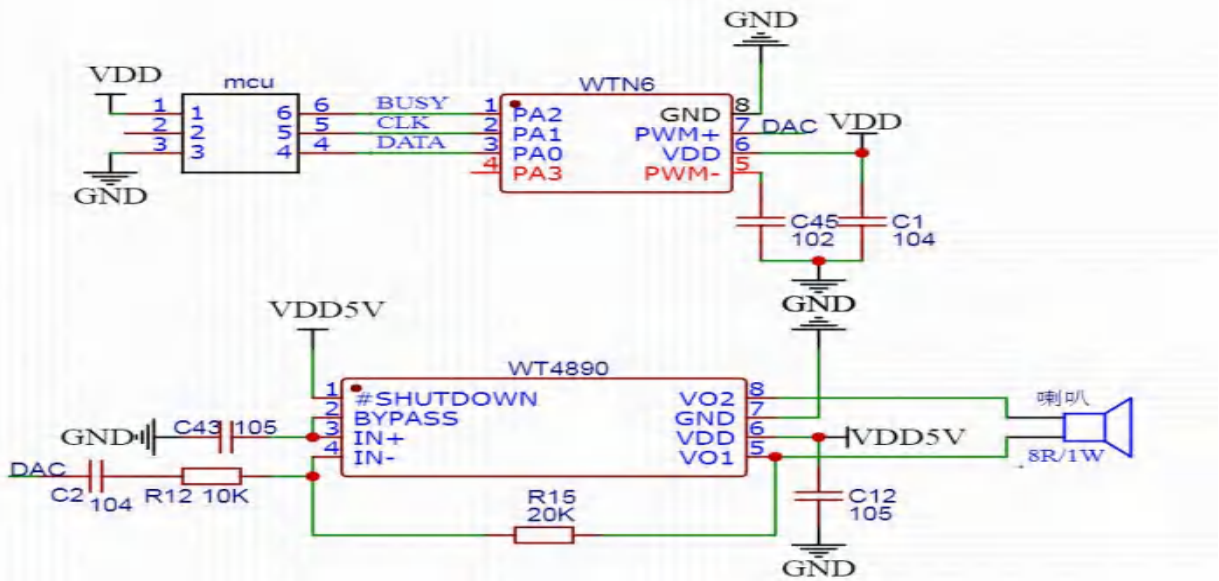 GND
VDD
mcu
WTN6
1 1 6 6 BUSY 1 PA2 GND 8
2 2 5 5 CLK 2 PA1 PWM+ 7 DAC VDD
3 3 4 4 DATA 3 PA0 VDD 6
4 PA3 PWM- 5
GND
C45 C1
102 104
GND
VDD5V
WT4890
1 #SHUTDOWN VO2 8 喇叭
2 BYPASS GND 7
GND C43 105 3 IN+ VDD 6 VDD5V
4 IN- VO1 5 8R/1W
DAC
C2 104 R12 10K
R15
20K
C12
105
GND